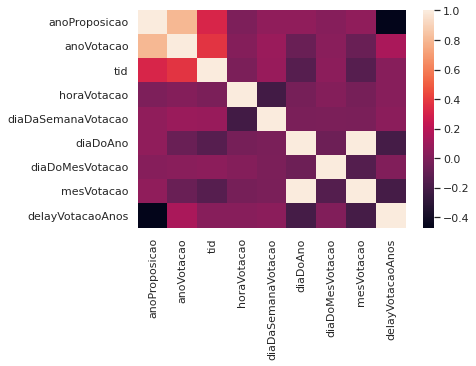 anoProposicao
anoVotacao
tid
horaVotacao
diaDaSemanaVotacao
diaDoAno
diaDoMesVotacao
mesVotacao
delayVotacaoAnos
anoProposicao
anoVotacao
tid
horaVotacao
diaDaSemanaVotacao
diaDoAno
diaDoMesVotacao
mesVotacao
delayVotacaoAnos
1.0
0.8
0.6
0.4
0.2
0.0
−0.2
−0.4